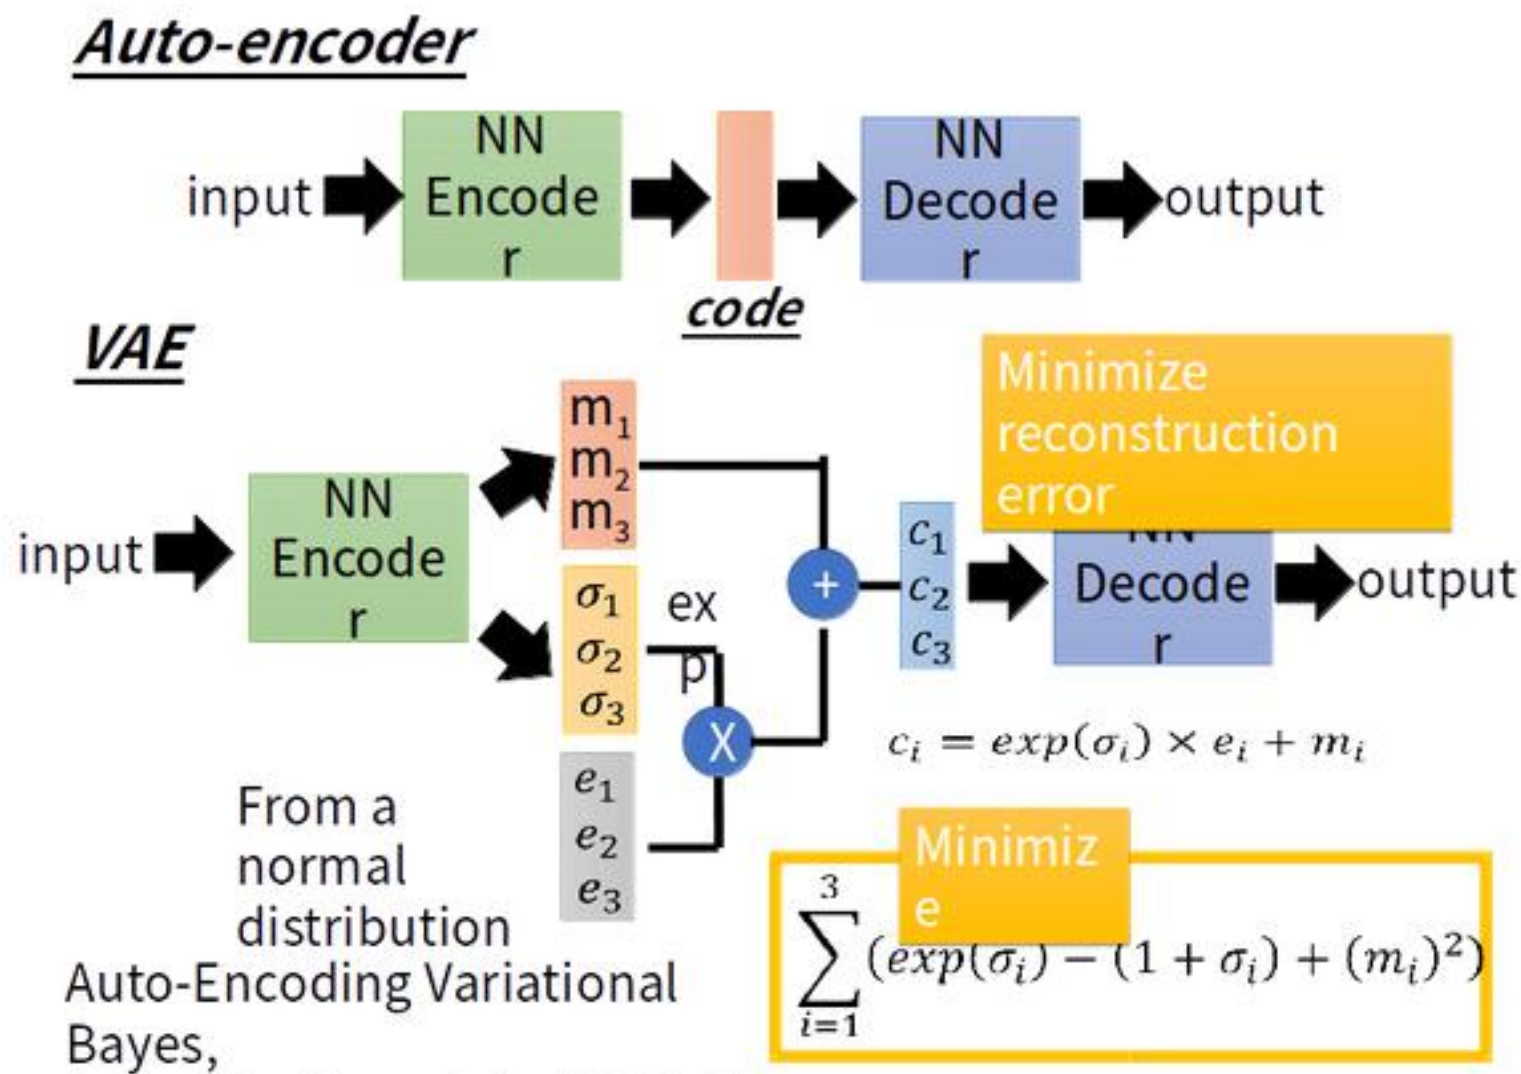 Auto-encoder
NN
Encode
r
NN
Decode
r
input
output
code
VAE
input
NN
Encode
r
m₁
m₂
m₃
σ₁
σ₂
σ₃
ex
p
e₁
e₂
e₃
X
+
c₁
c₂
c₃
Minimize
reconstruction
error
NN
Decode
r
output
cᵢ = exp(σᵢ) × eᵢ + mᵢ
From a
normal
distribution
Minimiz
e
3
∑(exp(σᵢ) − (1 + σᵢ) + (mᵢ)²)
i=1
Auto-Encoding Variational
Bayes,